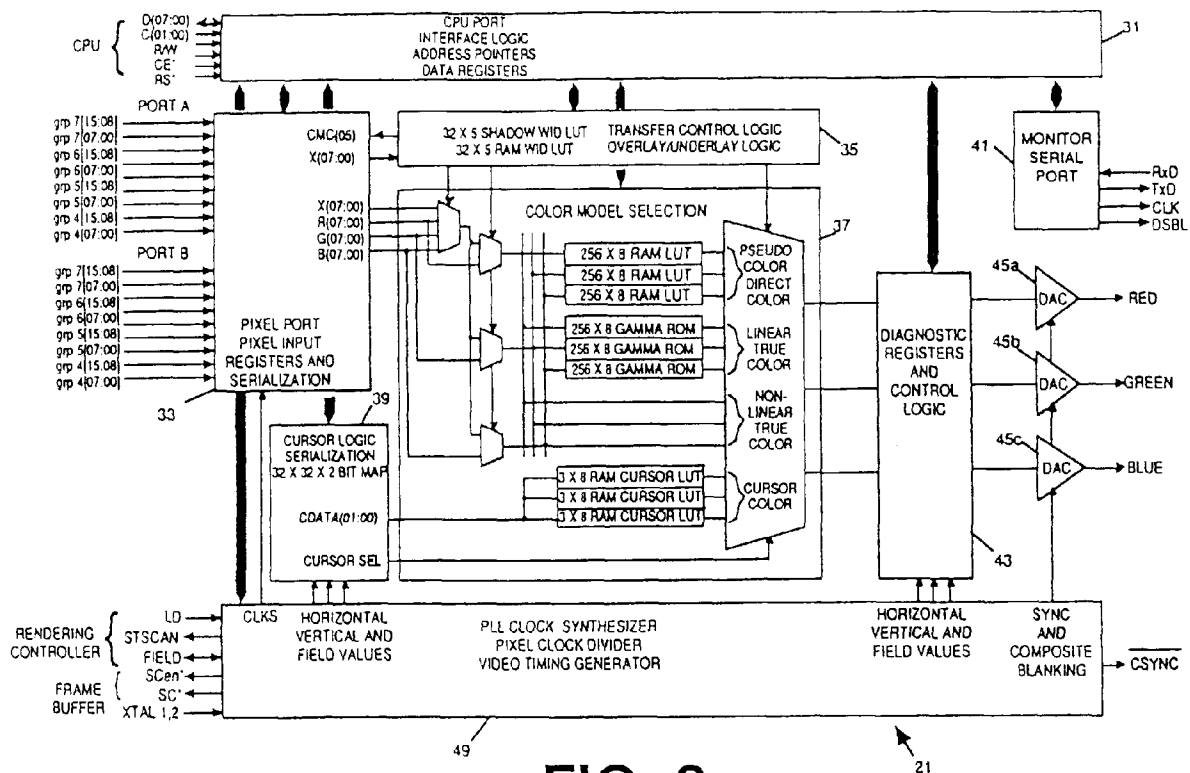 D(07:00)
C(01:00)
R/W
CE*
RS*
CPU
CPU PORT
INTERFACE LOGIC
ADDRESS POINTERS
DATA REGISTERS
31
PORT A
grp 7[15:08]
grp 7[07:00]
grp 6[15:08]
grp 6[07:00]
grp 5[15:08]
grp 5[07:00]
grp 4[15:08]
grp 4[07:00]
PORT B
grp 7[15:08]
grp 7[07:00]
grp 6[15:08]
grp 6[07:00]
grp 5[15:08]
grp 5[07:00]
grp 4[15:08]
grp 4[07:00]
CMC(05)
X(07:00)
X(07:00)
R(07:00)
G(07:00)
B(07:00)
PIXEL PORT
PIXEL INPUT
REGISTERS AND
SERIALIZATION
33
32 X 5 SHADOW WID LUT
32 X 5 RAM WID LUT
TRANSFER CONTROL LOGIC
OVERLAY/UNDERLAY LOGIC
35
MONITOR
SERIAL
PORT
41
RxD
TxD
CLK
DSBL
COLOR MODEL SELECTION
37
256 X 8 RAM LUT
256 X 8 RAM LUT
256 X 8 RAM LUT
PSEUDO
COLOR
DIRECT
COLOR
256 X 8 GAMMA ROM
256 X 8 GAMMA ROM
256 X 8 GAMMA ROM
LINEAR
TRUE
COLOR
NON-
LINEAR
TRUE
COLOR
3 X 8 RAM CURSOR LUT
3 X 8 RAM CURSOR LUT
3 X 8 RAM CURSOR LUT
CURSOR
COLOR
39
CURSOR LOGIC
SERIALIZATION
32 X 32 X 2 BIT MAP
CDATA(01:00)
CURSOR SEL
DIAGNOSTIC
REGISTERS
AND
CONTROL
LOGIC
43
45a
DAC
RED
45b
DAC
GREEN
45c
DAC
BLUE
RENDERING
CONTROLLER
LD
STSCAN
FIELD
FRAME
BUFFER
SCen*
SC*
XTAL 1,2
CLKS
HORIZONTAL
VERTICAL AND
FIELD VALUES
PLL CLOCK SYNTHESIZER
PIXEL CLOCK DIVIDER
VIDEO TIMING GENERATOR
HORIZONTAL
VERTICAL AND
FIELD VALUES
SYNC
AND
COMPOSITE
BLANKING
CSYNC
49
21